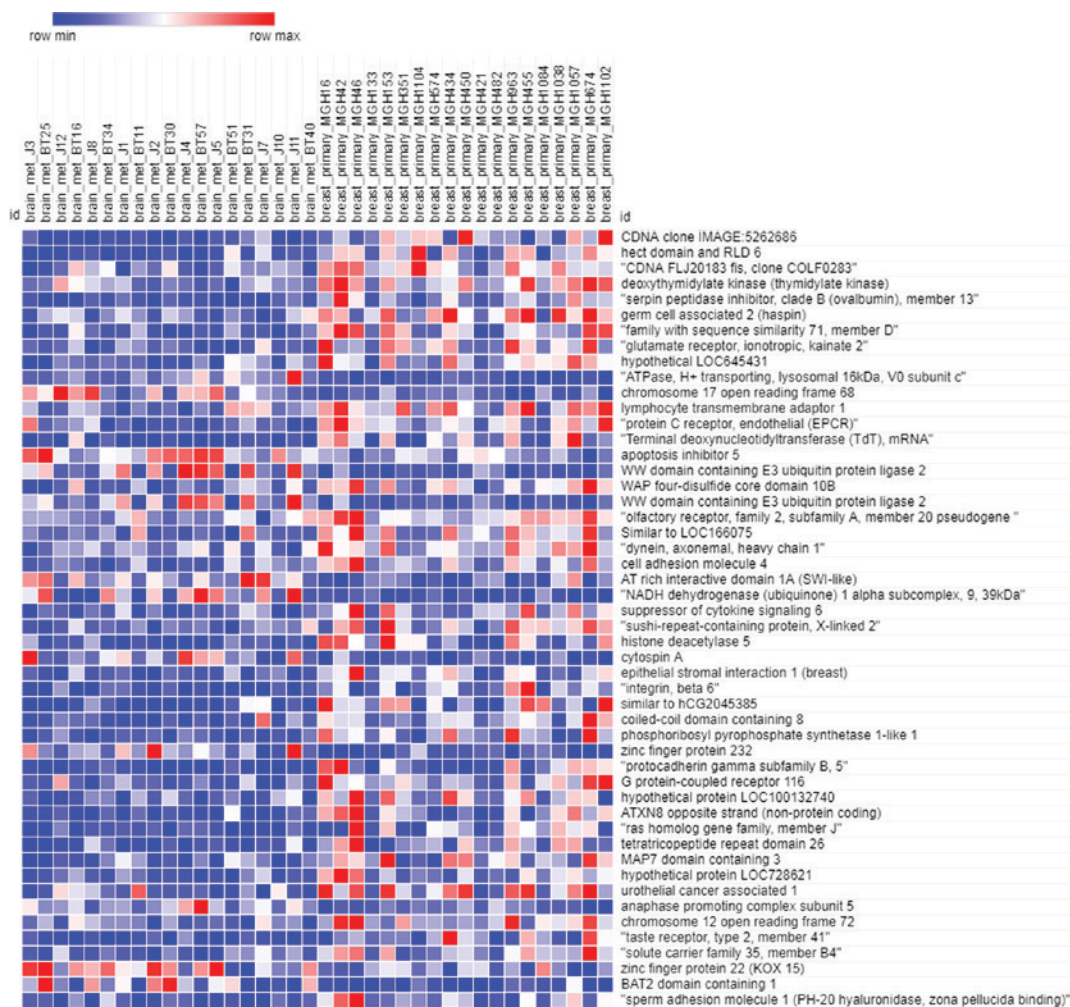 row min row max
id
brain_met_J3
brain_met_BT25
brain_met_J12
brain_met_BT16
brain_met_J8
brain_met_BT34
brain_met_J1
brain_met_BT11
brain_met_J2
brain_met_BT30
brain_met_J4
brain_met_BT57
brain_met_J5
brain_met_BT51
brain_met_BT31
brain_met_J7
brain_met_J10
brain_met_J11
brain_met_BT40
breast_primary_MGH16
breast_primary_MGH42
breast_primary_MGH46
breast_primary_MGH133
breast_primary_MGH153
breast_primary_MGH351
breast_primary_MGH1104
breast_primary_MGH574
breast_primary_MGH434
breast_primary_MGH450
breast_primary_MGH421
breast_primary_MGH482
breast_primary_MGH963
breast_primary_MGH455
breast_primary_MGH1084
breast_primary_MGH1038
breast_primary_MGH1057
breast_primary_MGH674
breast_primary_MGH1102
id
CDNA clone IMAGE:5262686
hect domain and RLD 6
"CDNA FLJ20183 fis, clone COLF0283"
deoxythymidylate kinase (thymidylate kinase)
"serpin peptidase inhibitor, clade B (ovalbumin), member 13"
germ cell associated 2 (haspin)
"family with sequence similarity 71, member D"
"glutamate receptor, ionotropic, kainate 2"
hypothetical LOC645431
"ATPase, H+ transporting, lysosomal 16kDa, V0 subunit c"
chromosome 17 open reading frame 68
lymphocyte transmembrane adaptor 1
"protein C receptor, endothelial (EPCR)"
"Terminal deoxynucleotidyltransferase (TdT), mRNA"
apoptosis inhibitor 5
WW domain containing E3 ubiquitin protein ligase 2
WAP four-disulfide core domain 10B
WW domain containing E3 ubiquitin protein ligase 2
"olfactory receptor, family 2, subfamily A, member 20 pseudogene "
Similar to LOC166075
"dynein, axonemal, heavy chain 1"
cell adhesion molecule 4
AT rich interactive domain 1A (SWI-like)
"NADH dehydrogenase (ubiquinone) 1 alpha subcomplex, 9, 39kDa"
suppressor of cytokine signaling 6
"sushi-repeat-containing protein, X-linked 2"
histone deacetylase 5
cytospin A
epithelial stromal interaction 1 (breast)
"integrin, beta 6"
similar to hCG2045385
coiled-coil domain containing 8
phosphoribosyl pyrophosphate synthetase 1-like 1
zinc finger protein 232
"protocadherin gamma subfamily B, 5"
G protein-coupled receptor 116
hypothetical protein LOC100132740
ATXN8 opposite strand (non-protein coding)
"ras homolog gene family, member J"
tetratricopeptide repeat domain 26
MAP7 domain containing 3
hypothetical protein LOC728621
urothelial cancer associated 1
anaphase promoting complex subunit 5
chromosome 12 open reading frame 72
"taste receptor, type 2, member 41"
"solute carrier family 35, member B4"
zinc finger protein 22 (KOX 15)
BAT2 domain containing 1
"sperm adhesion molecule 1 (PH-20 hyaluronidase, zona pellucida binding)"